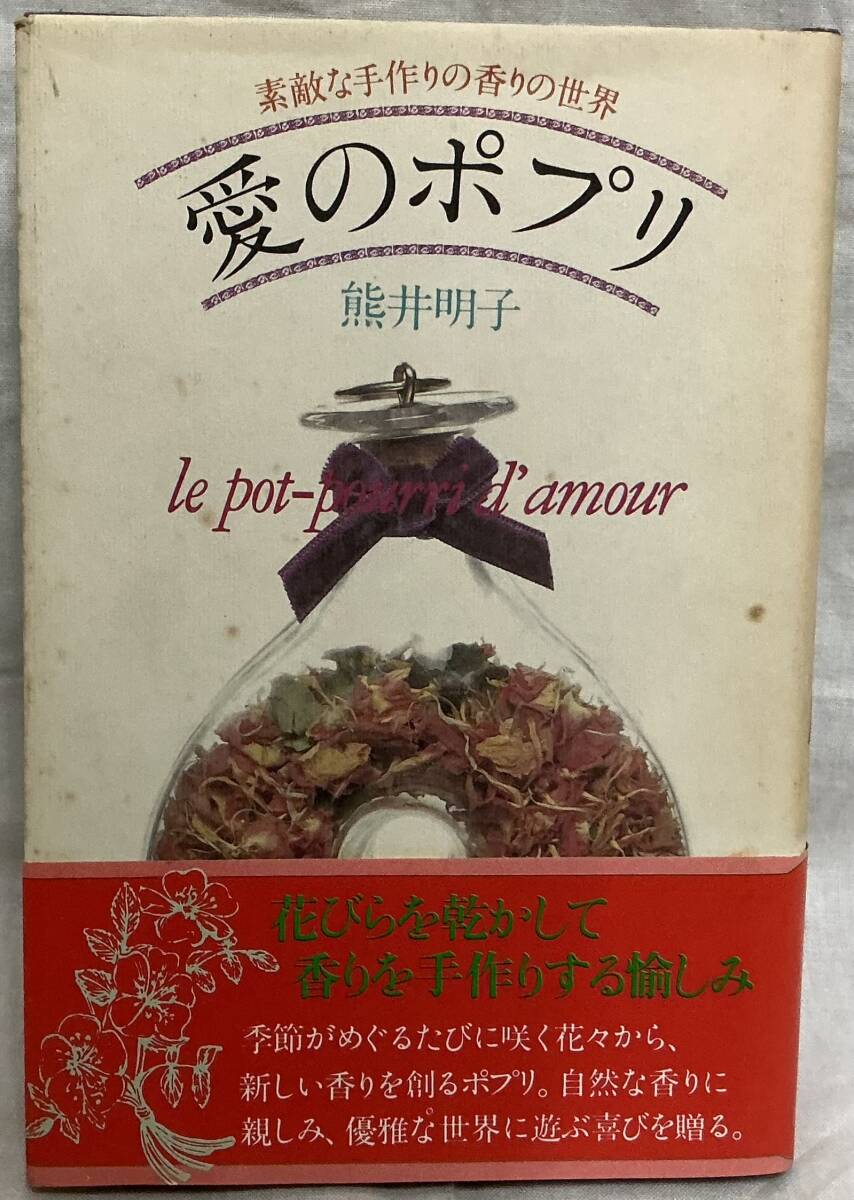 素敵な手作りの香りの世界
愛のポプリ
熊井明子
le pot-pourri d'amour
花びらを乾かして
香りを手作りする愉しみ
季節がめぐるたびに咲く花々から、
新しい香りを創るポプリ。自然な香りに
親しみ、優雅な世界に遊ぶ喜びを贈る。